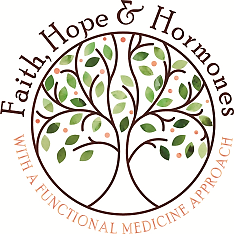 Faith, Hope & Hormones
WITH A FUNCTIONAL MEDICINE APPROACH